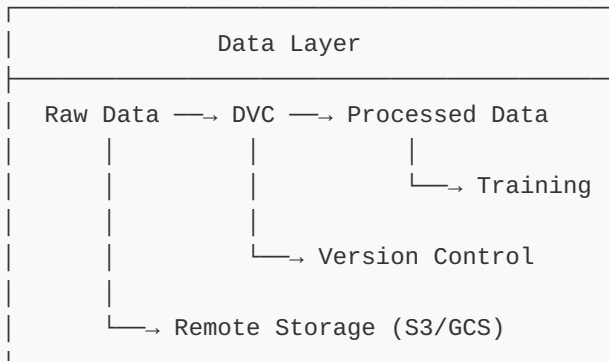 Data Layer
Raw Data → DVC → Processed Data
→ Training
→ Version Control
→ Remote Storage (S3/GCS)